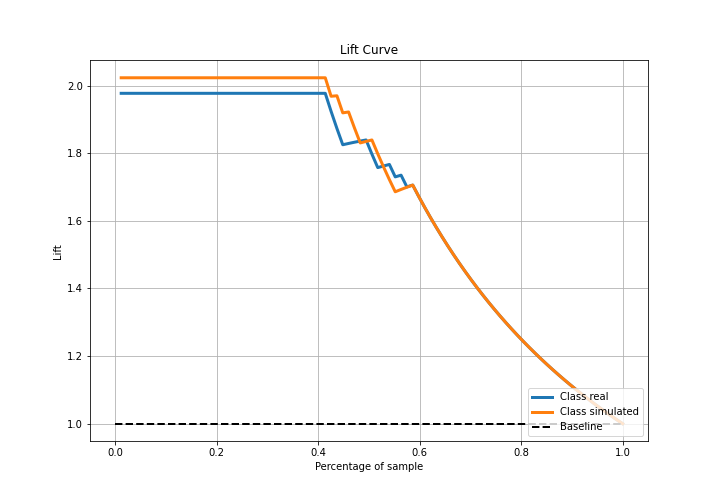 Lift Curve
2.0
1.8
1.6
1.4
1.2
1.0
Lift
0.0 0.2 0.4 0.6 0.8 1.0
Percentage of sample
Class real
Class simulated
Baseline